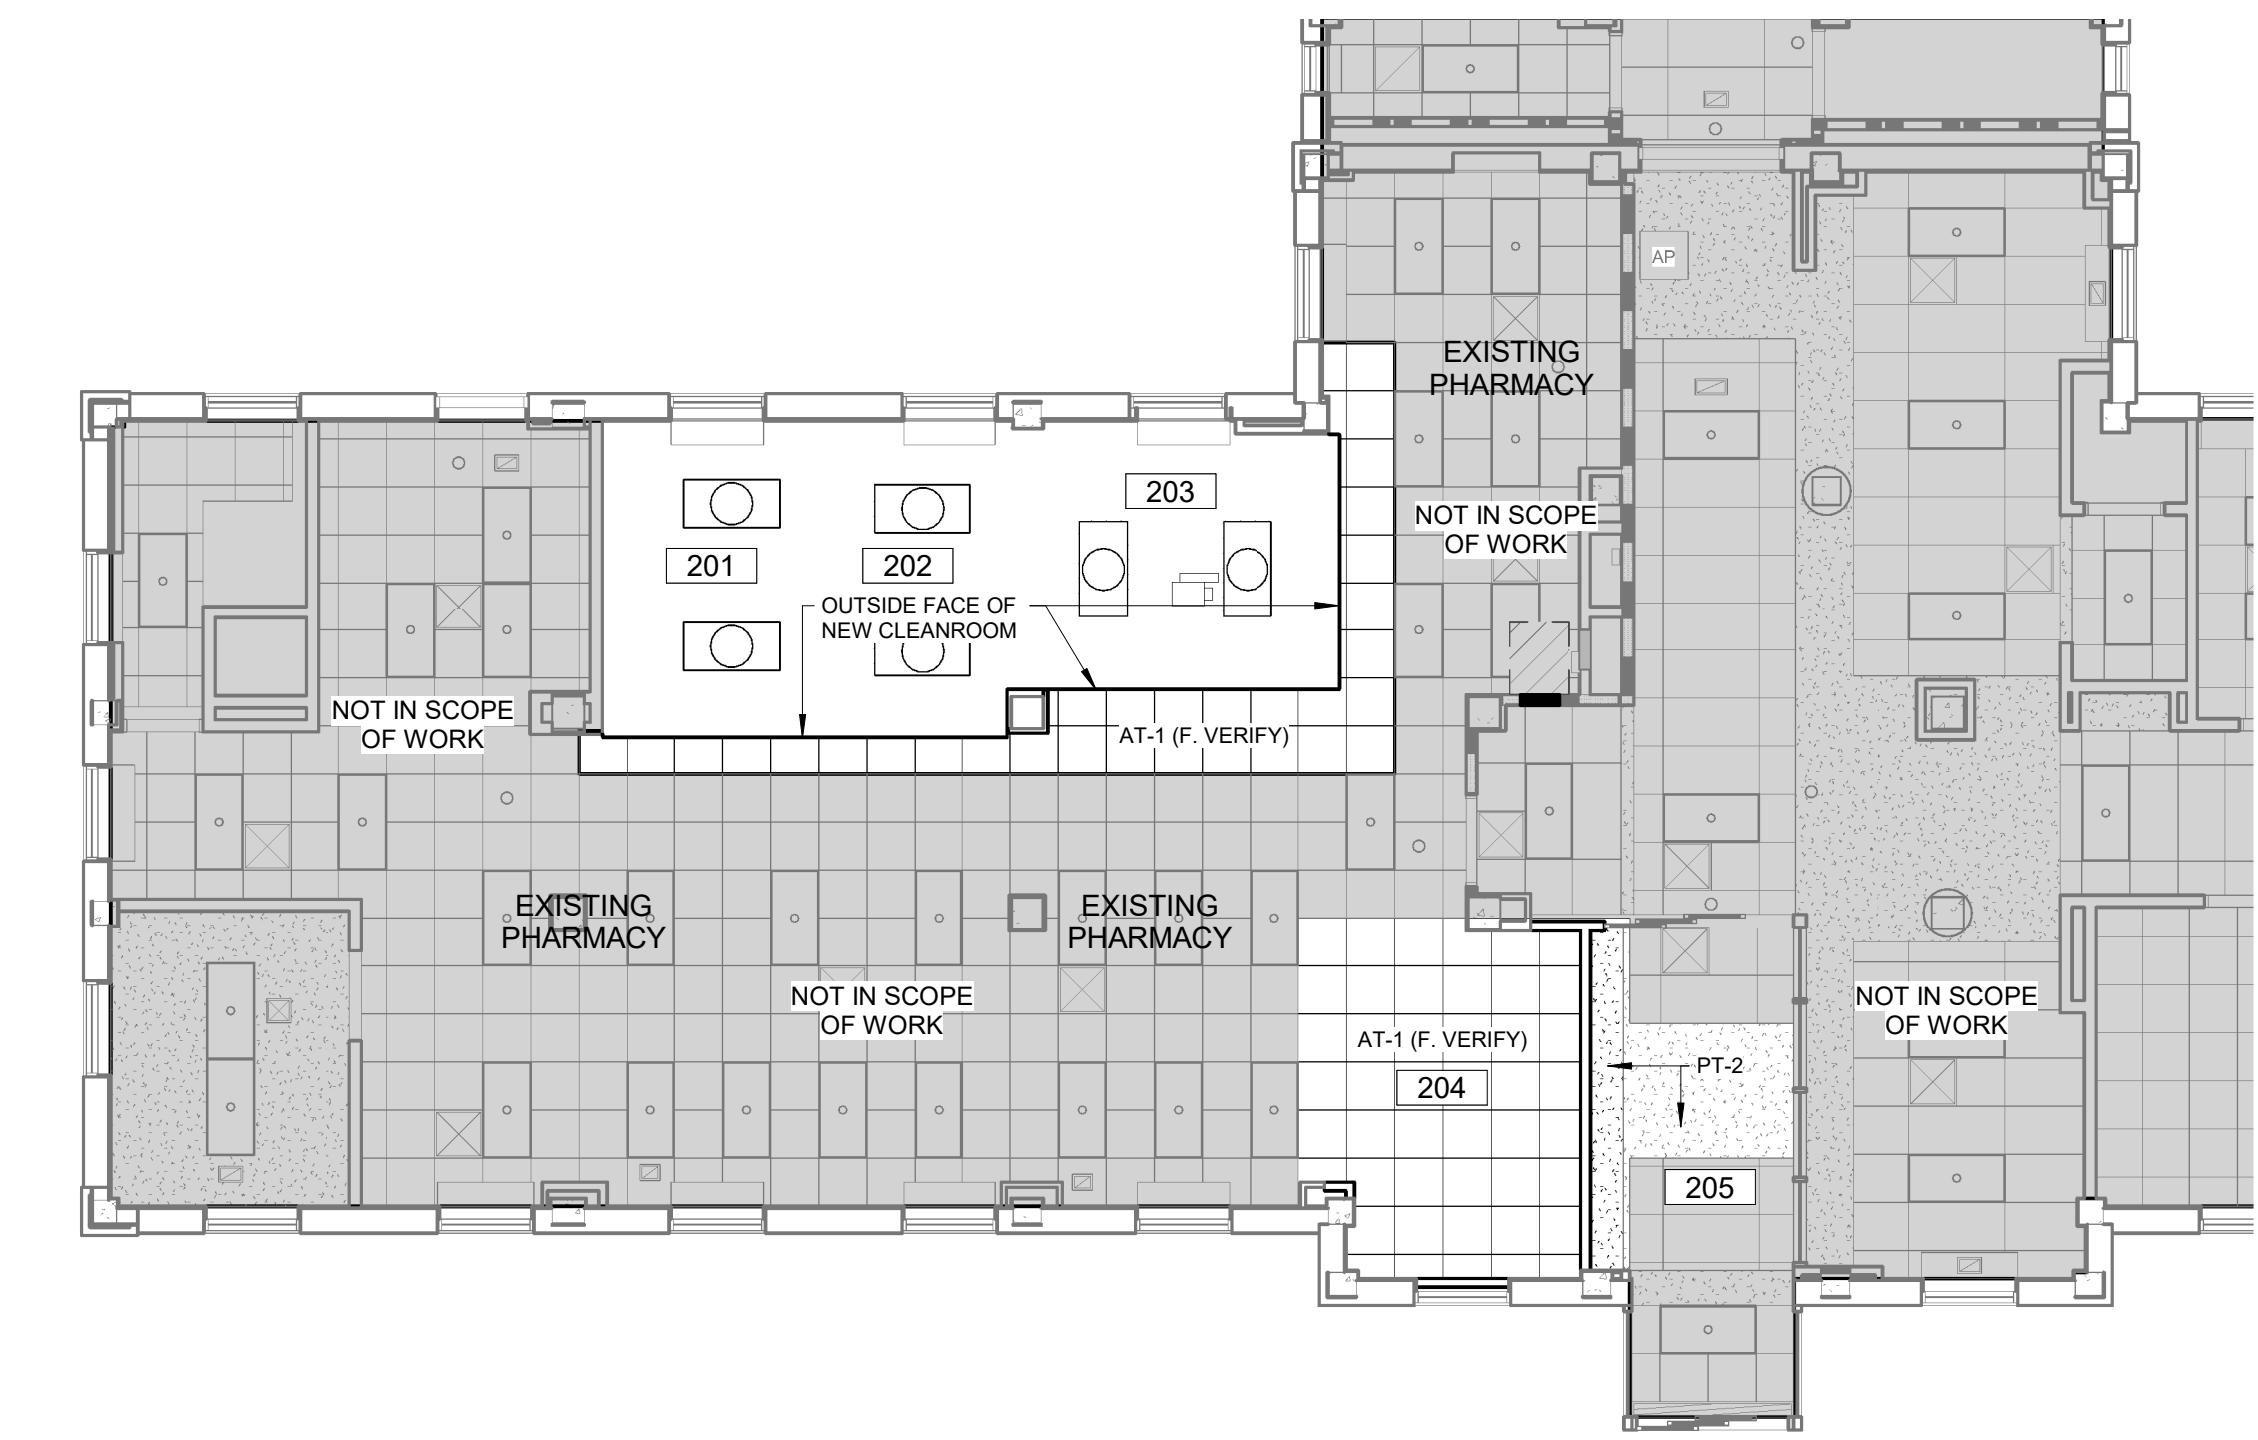 AP
EXISTING
PHARMACY
203
NOT IN SCOPE
OF WORK
201
202
OUTSIDE FACE OF
NEW CLEANROOM
NOT IN SCOPE
OF WORK
AT-1 (F. VERIFY)
EXISTING
PHARMACY
EXISTING
PHARMACY
NOT IN SCOPE
OF WORK
NOT IN SCOPE
OF WORK
AT-1 (F. VERIFY)
PT-2
204
205